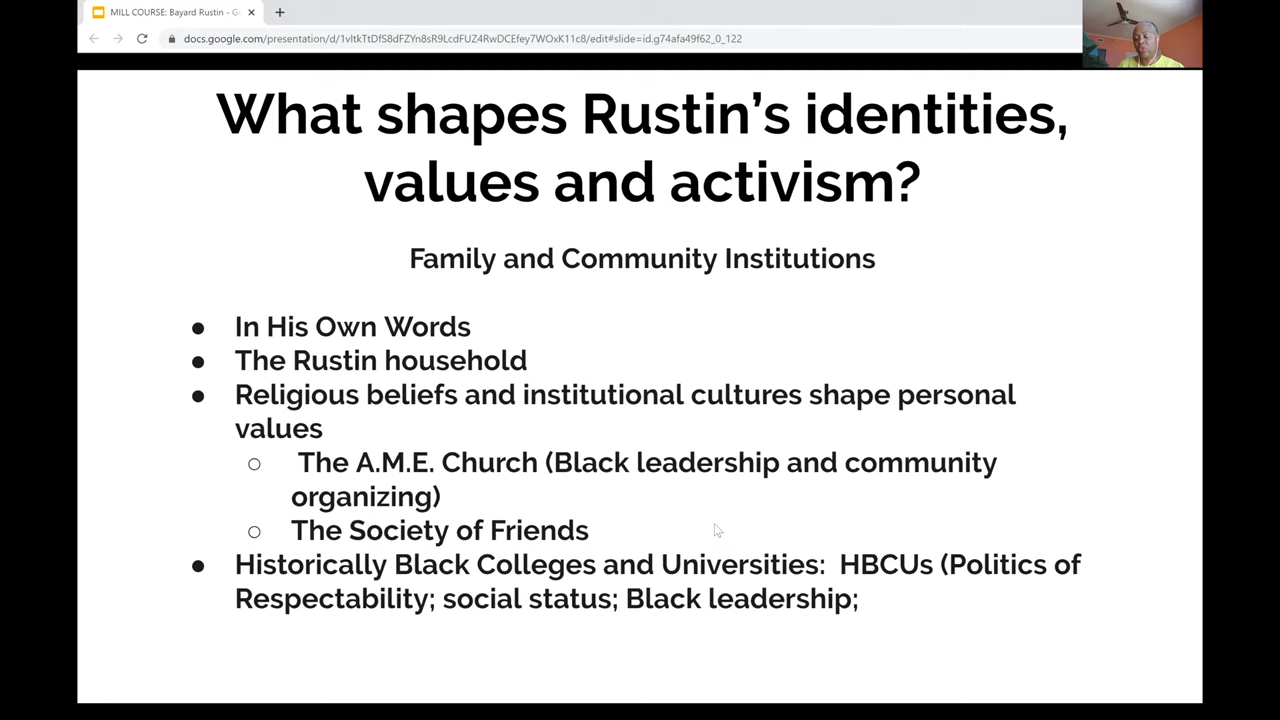 MILL COURSE: Bayard Rustin - G
docs.google.com/presentation/d/1vltkTtDfS8dFZYn8sR9LcdFUZ4RwDCEfey7WOxK11c8/edit#slide=id.g74afa49f62_0_122
What shapes Rustin’s identities,
values and activism?
Family and Community Institutions
● In His Own Words
● The Rustin household
● Religious beliefs and institutional cultures shape personal
values
○ The A.M.E. Church (Black leadership and community
organizing)
○ The Society of Friends
● Historically Black Colleges and Universities: HBCUs (Politics of
Respectability; social status; Black leadership;